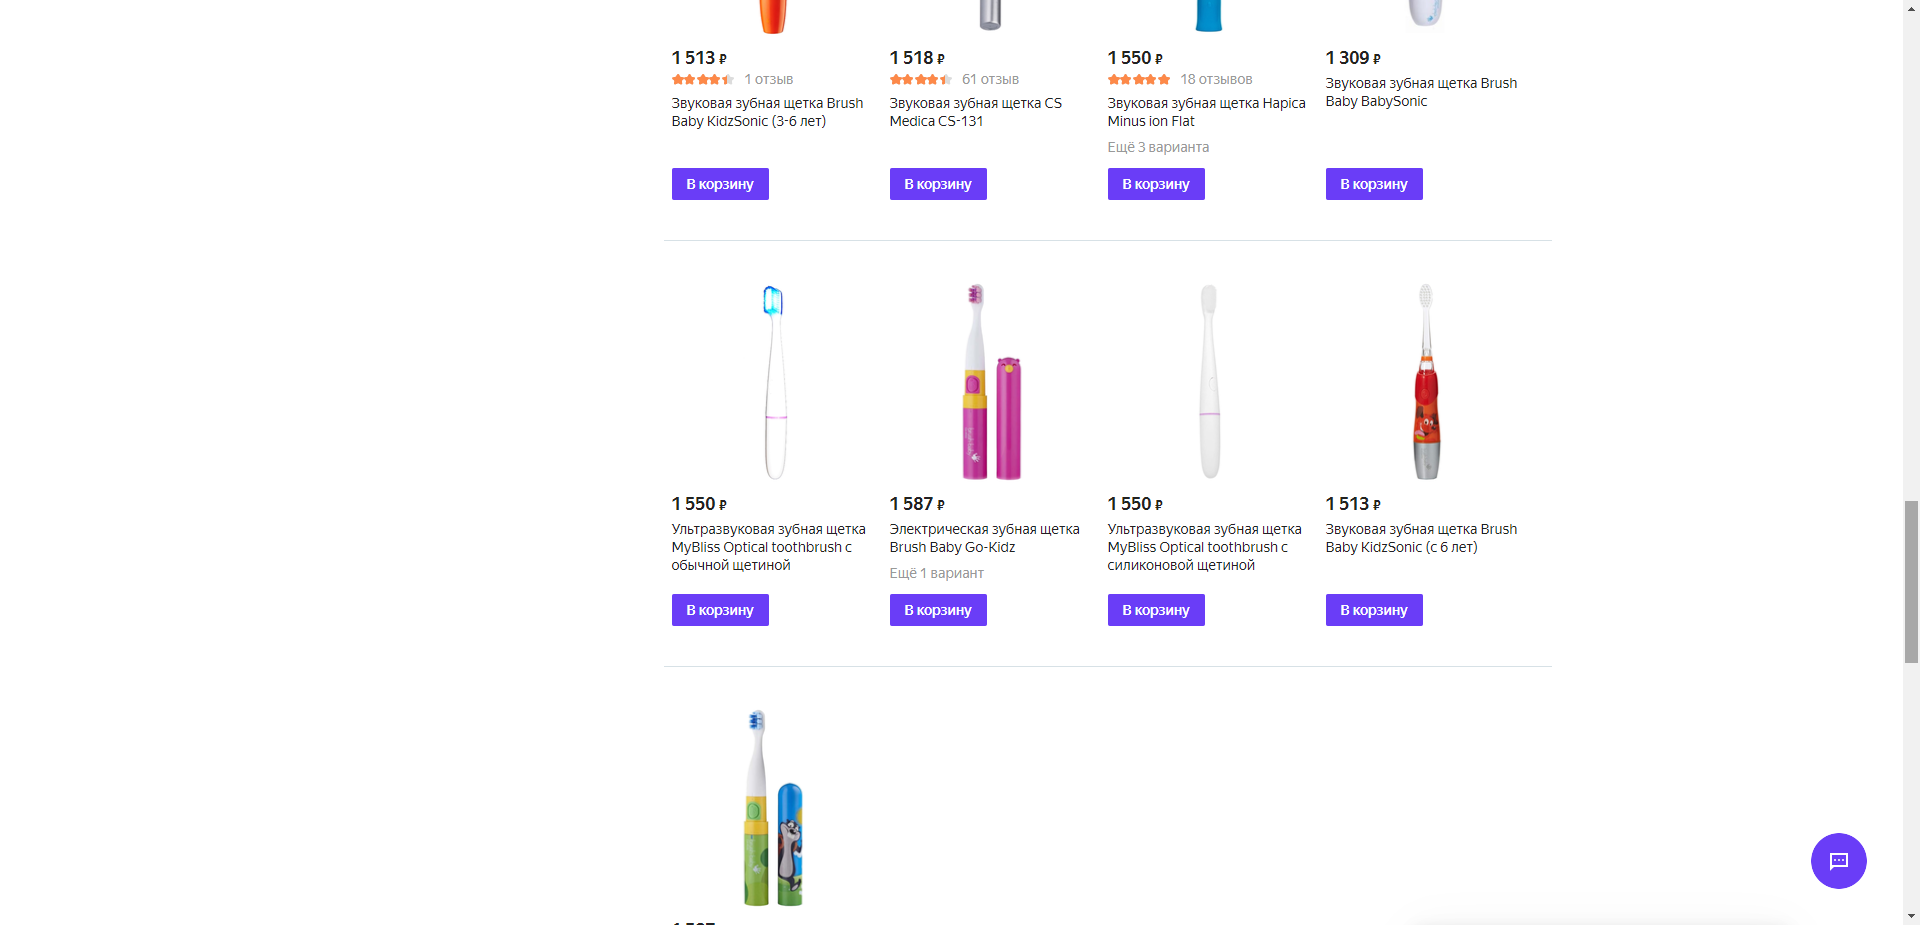 1 513 ₽
1 отзыв
Звуковая зубная щетка Brush
Baby KidzSonic (3-6 лет)
В корзину
1 518 ₽
61 отзыв
Звуковая зубная щетка CS
Medica CS-131
В корзину
1 550 ₽
18 отзывов
Звуковая зубная щетка Hapica
Minus ion Flat
Ещё 3 варианта
В корзину
1 309 ₽
Звуковая зубная щетка Brush
Baby BabySonic
В корзину
1 550 ₽
Ультразвуковая зубная щетка
MyBliss Optical toothbrush с
обычной щетиной
В корзину
1 587 ₽
Электрическая зубная щетка
Brush Baby Go-Kidz
Ещё 1 вариант
В корзину
1 550 ₽
Ультразвуковая зубная щетка
MyBliss Optical toothbrush с
силиконовой щетиной
В корзину
1 513 ₽
Звуковая зубная щетка Brush
Baby KidzSonic (с 6 лет)
В корзину